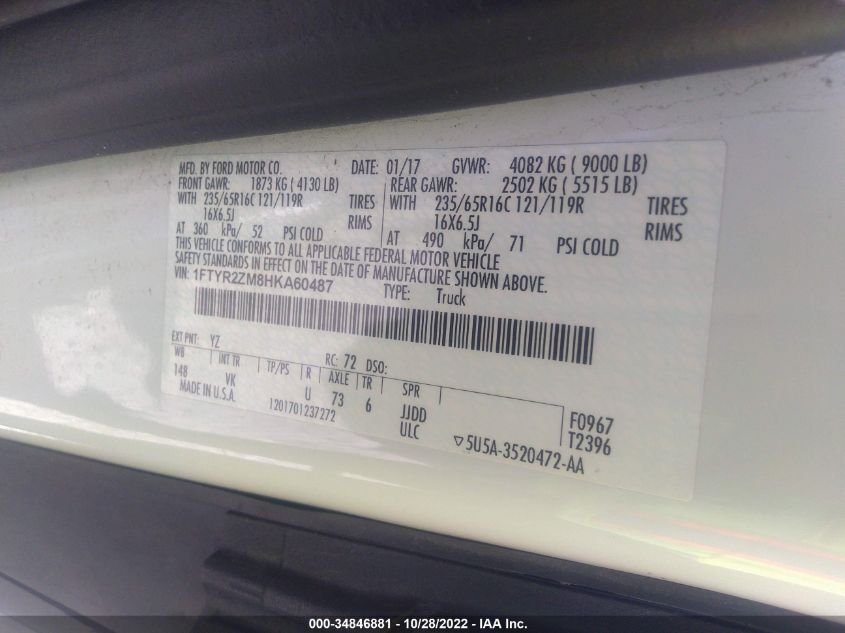 MFD. BY FORD MOTOR CO. DATE: 01/17 GVWR: 4082 KG ( 9000 LB)
FRONT GAWR: 1873 KG ( 4130 LB) REAR GAWR: 2502 KG ( 5515 LB)
WITH 235/65R16C 121/119R TIRES WITH 235/65R16C 121/119R TIRES
16X6.5J RIMS 16X6.5J RIMS
AT 360 kPa/ 52 PSI COLD AT 490 kPa/ 71 PSI COLD
THIS VEHICLE CONFORMS TO ALL APPLICABLE FEDERAL MOTOR VEHICLE
SAFETY STANDARDS IN EFFECT ON THE DATE OF MANUFACTURE SHOWN ABOVE.
VIN: 1FTYR2ZM8HKA60487 TYPE: Truck
EXT PNT: YZ RC: 72 DSO:
WB INT TR TP/PS R AXLE TR SPR
148 VK U 73 6 JJDD F0967
MADE IN U.S.A. 1201701237272 ULC T2396
▽5U5A-3520472-AA
000-34846881 - 10/28/2022 - IAA Inc.